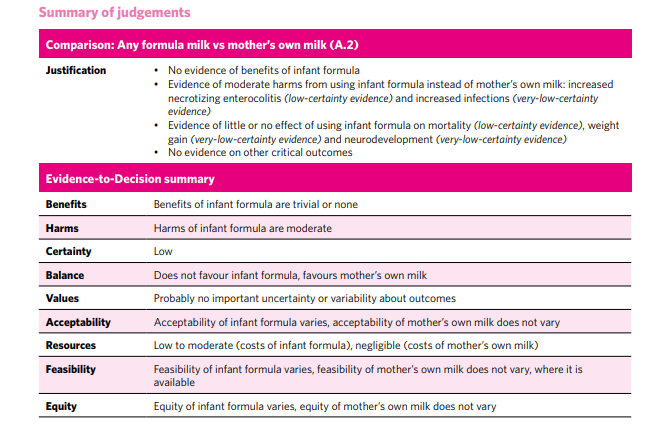 Summary of judgements
Comparison: Any formula milk vs mother's own milk (A.2)
Justification
• No evidence of benefits of infant formula
• Evidence of moderate harms from using infant formula instead of mother's own milk: increased
necrotizing enterocolitis (low-certainty evidence) and increased infections (very-low-certainty
evidence)
• Evidence of little or no effect of using infant formula on mortality (low-certainty evidence), weight
gain (very-low-certainty evidence) and neurodevelopment (very-low-certainty evidence)
• No evidence on other critical outcomes
Evidence-to-Decision summary
Benefits Benefits of infant formula are trivial or none
Harms Harms of infant formula are moderate
Certainty Low
Balance Does not favour infant formula, favours mother's own milk
Values Probably no important uncertainty or variability about outcomes
Acceptability Acceptability of infant formula varies, acceptability of mother's own milk does not vary
Resources Low to moderate (costs of infant formula), negligible (costs of mother's own milk)
Feasibility Feasibility of infant formula varies, feasibility of mother's own milk does not vary, where it is
available
Equity Equity of infant formula varies, equity of mother's own milk does not vary